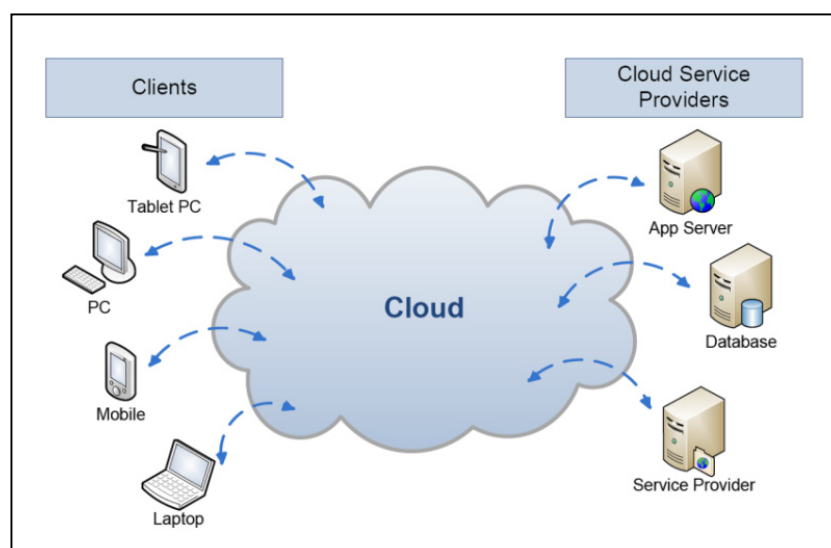 Clients
Cloud Service
Providers
Tablet PC
App Server
PC
Cloud
Database
Mobile
Service Provider
Laptop